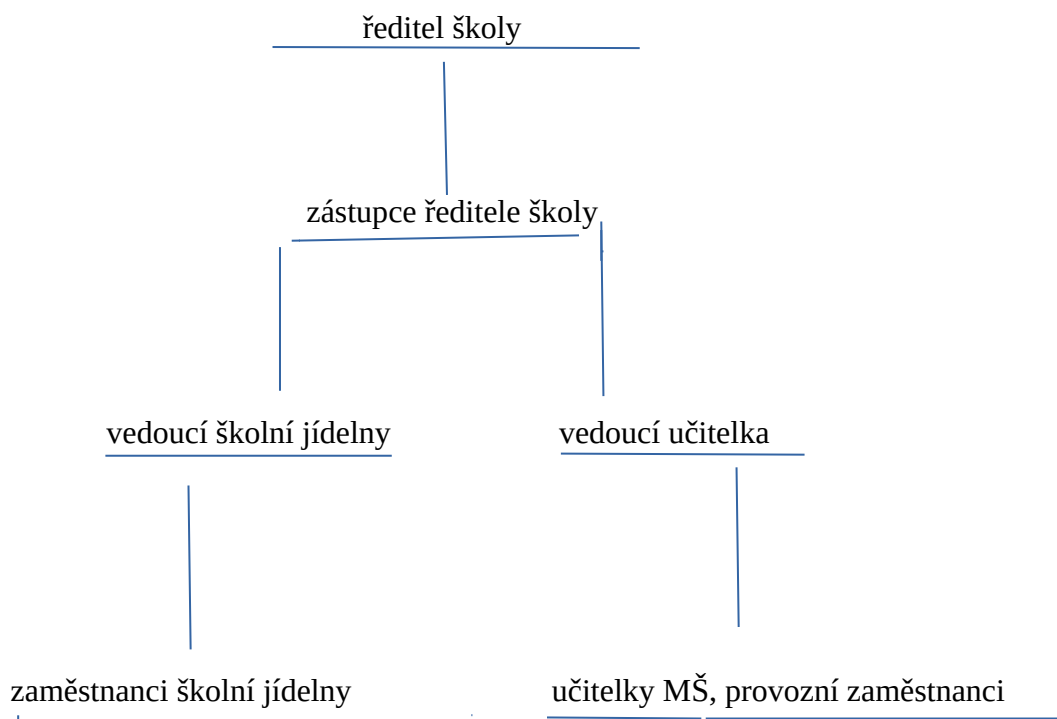 ředitel školy
zástupce ředitele školy
vedoucí školní jídelny
vedoucí učitelka
zaměstnanci školní jídelny
učitelky MŠ, provozní zaměstnanci